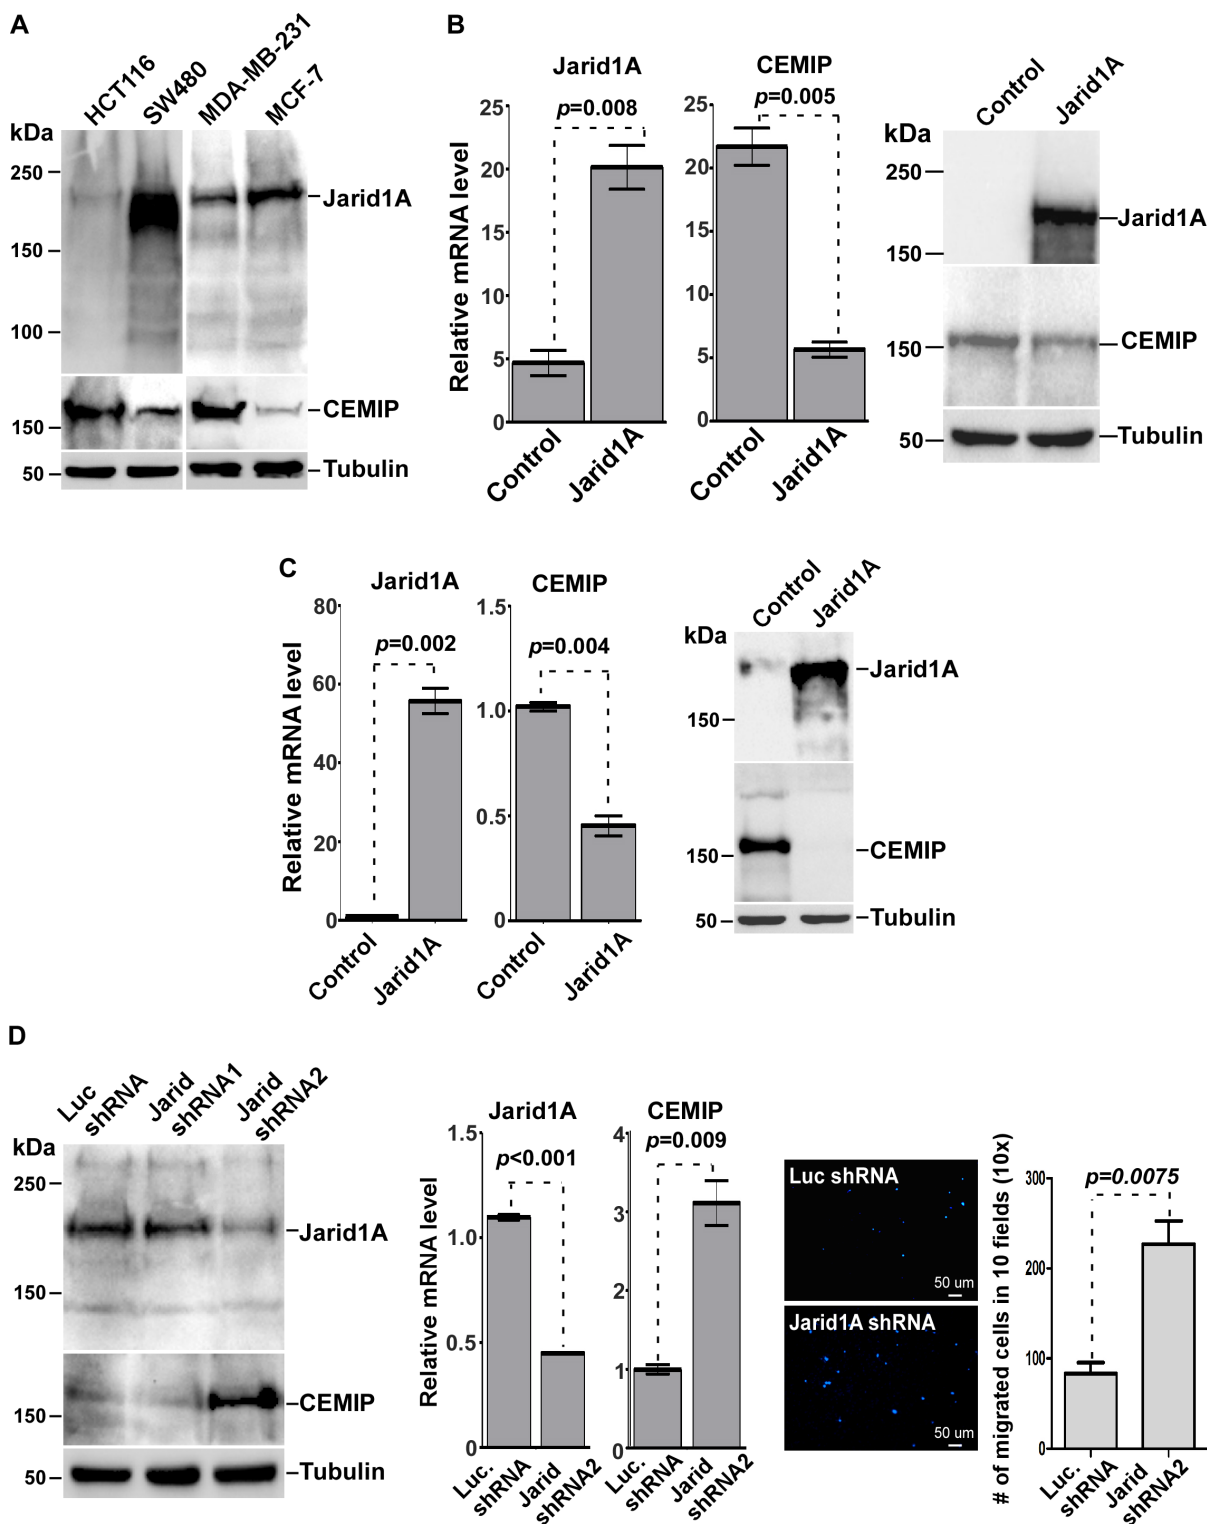 A
HCT116
SW480
MDA-MB-231
MCF-7
kDa
250
150
100
150
50
Jarid1A
CEMIP
Tubulin
B
Jarid1A
p=0.008
Relative mRNA level
25
20
15
10
5
0
Control
Jarid1A
CEMIP
p=0.005
25
20
15
10
5
0
Control
Jarid1A
Control
Jarid1A
kDa
250
150
150
50
Jarid1A
CEMIP
Tubulin
C
Jarid1A
p=0.002
Relative mRNA level
80
60
40
20
0
Control
Jarid1A
CEMIP
p=0.004
1.5
1.0
0.5
0
Control
Jarid1A
Control
Jarid1A
kDa
150
150
50
Jarid1A
CEMIP
Tubulin
D
Luc
shRNA
Jarid
shRNA1
Jarid
shRNA2
kDa
250
150
150
50
Jarid1A
CEMIP
Tubulin
Jarid1A
p<0.001
Relative mRNA level
1.5
1.0
0.5
0
Luc.
shRNA
Jarid
shRNA2
CEMIP
p=0.009
4
3
2
1
0
Luc.
shRNA
Jarid
shRNA2
Luc shRNA
50 um
Jarid1A shRNA
50 um
# of migrated cells in 10 fields (10x)
p=0.0075
300
200
100
0
Luc.
shRNA
Jarid
shRNA2